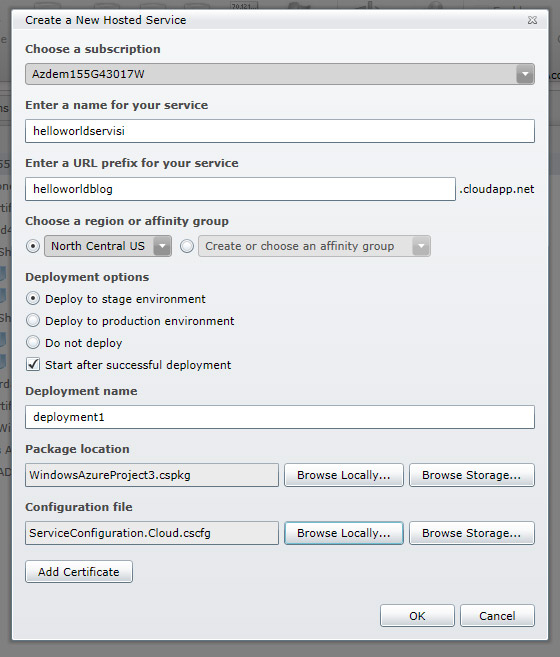 Create a New Hosted Service
Choose a subscription
Azdem155G43017W
Enter a name for your service
helloworldservisi
Enter a URL prefix for your service
helloworldblog .cloudapp.net
Choose a region or affinity group
North Central US Create or choose an affinity group
Deployment options
Deploy to stage environment
Deploy to production environment
Do not deploy
Start after successful deployment
Deployment name
deployment1
Package location
WindowsAzureProject3.cspkg Browse Locally... Browse Storage...
Configuration file
ServiceConfiguration.Cloud.cscfg Browse Locally... Browse Storage...
Add Certificate
OK Cancel